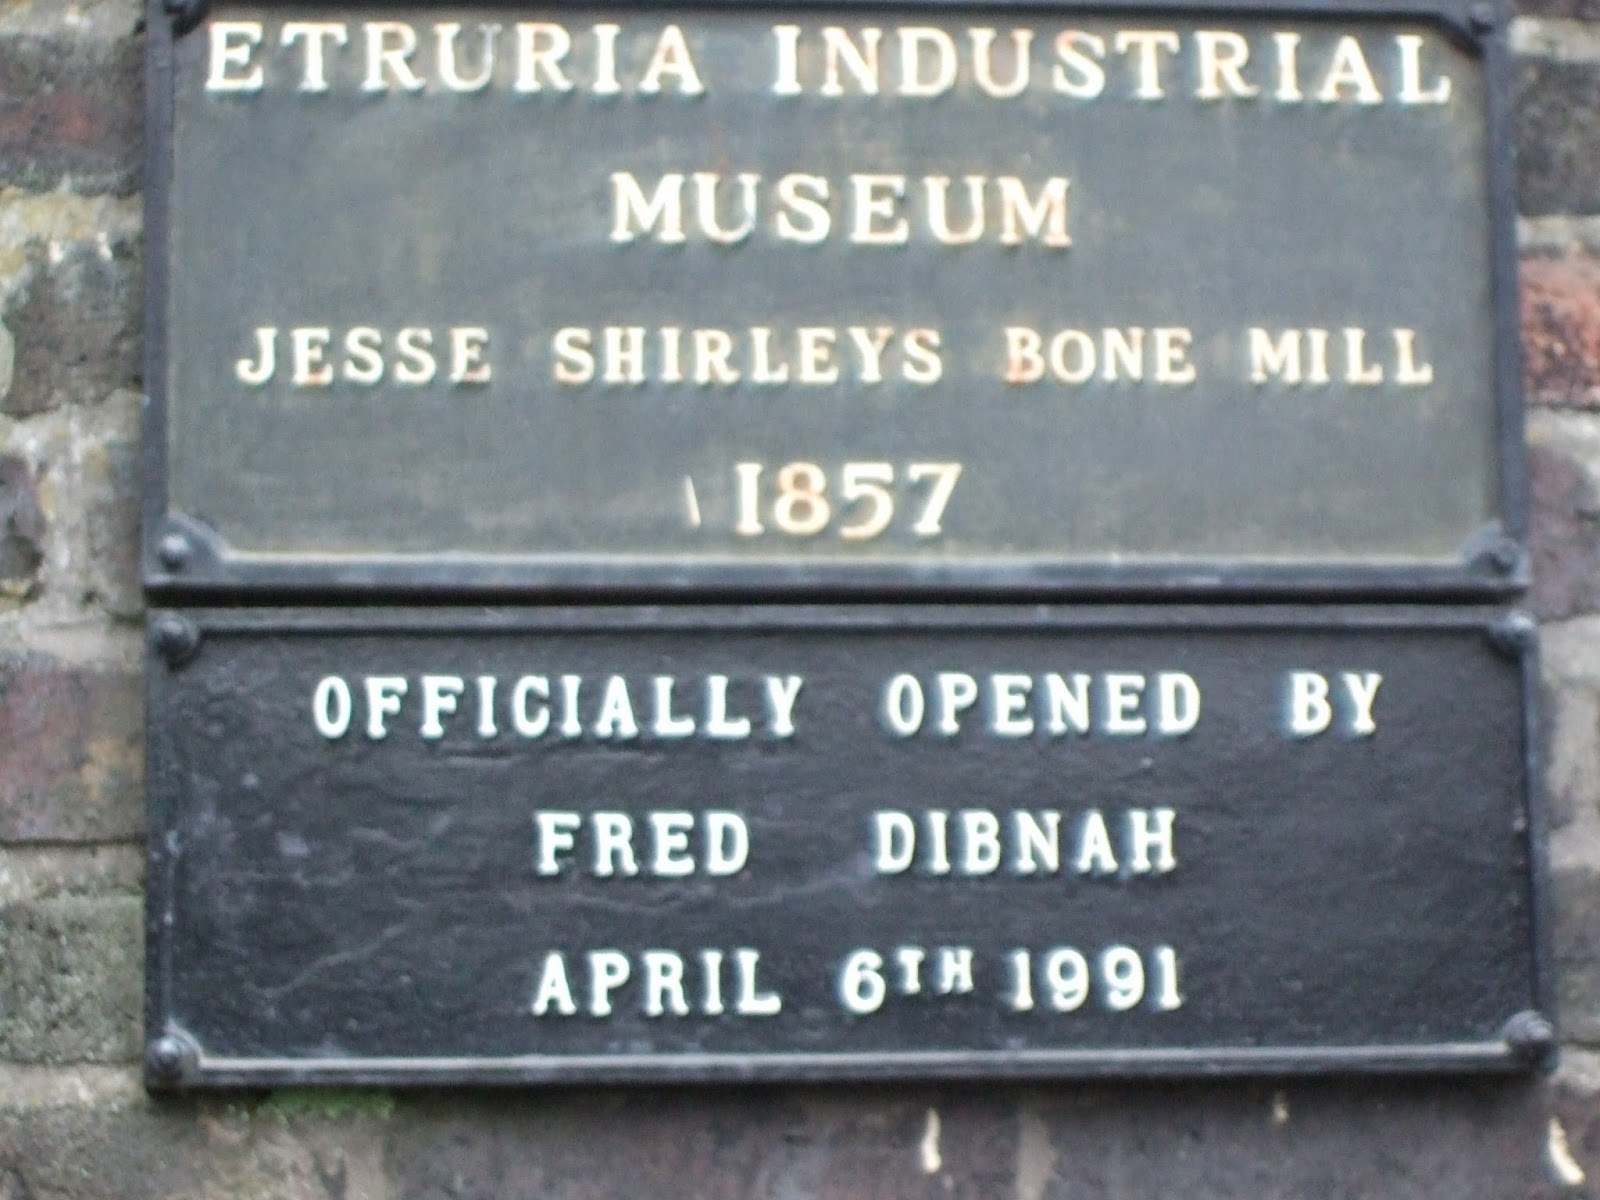 ETRURIA INDUSTRIAL
MUSEUM
JESSE SHIRLEYS BONE MILL
1857
OFFICIALLY OPENED BY
FRED DIBNAH
APRIL 6TH 1991